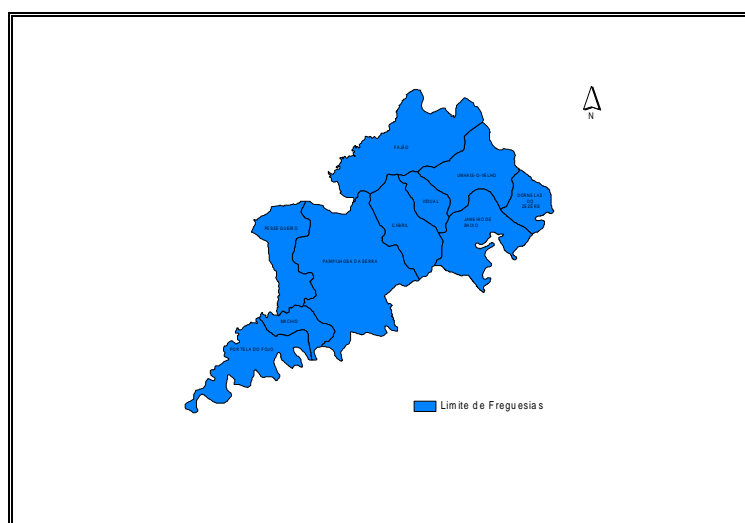 N
FAJÃO
UNHAIS-O-VELHO
DORNELAS
DO
ZEZERE
VIDUAL
JANEIRO DE
BAIXO
CABRIL
PESSEGUEIRO
PAMPILHOSA DA SERRA
MACHIO
PORTELA DO FOJO
Limite de Freguesias